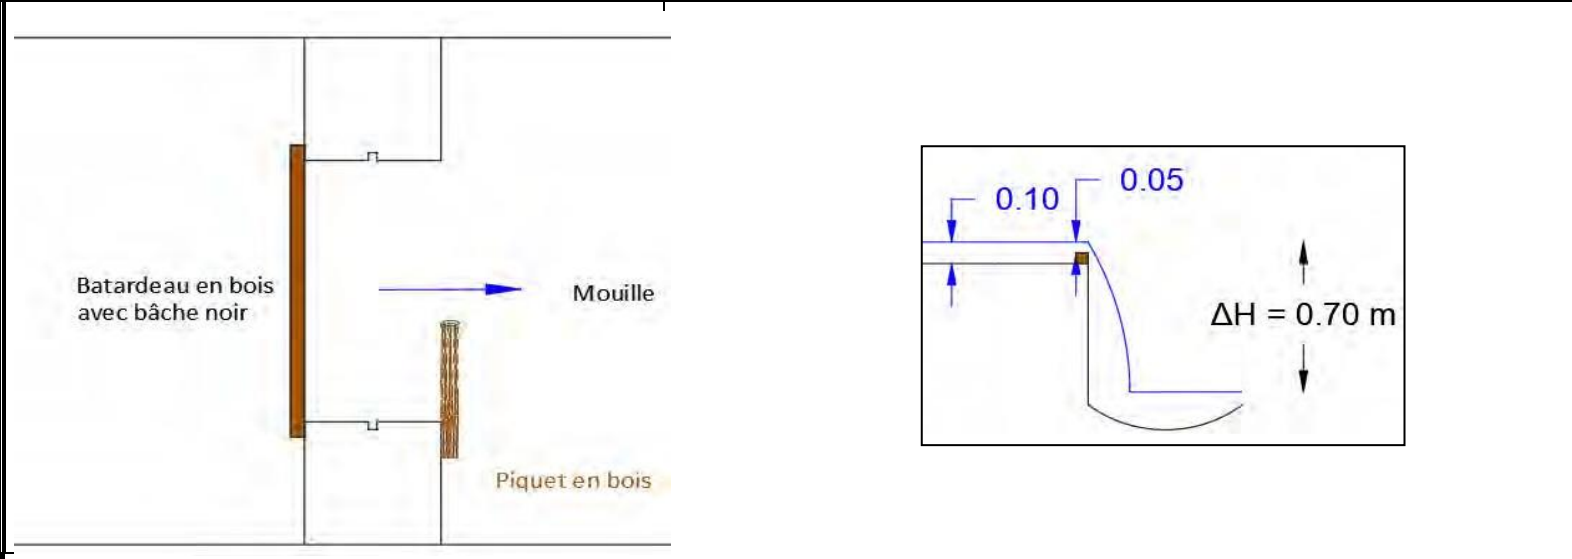 Batardeau en bois
avec bâche noir
Mouille
Piquet en bois
0.10
0.05
ΔH = 0.70 m